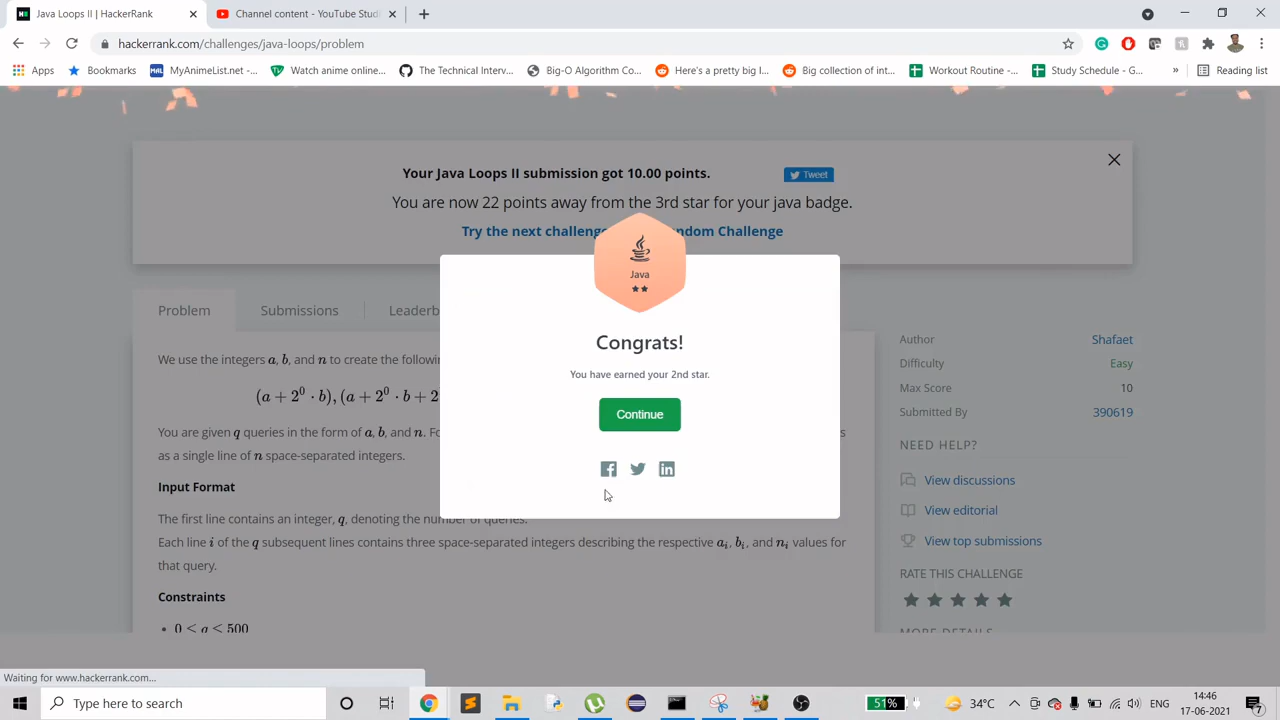 Java Loops II | HackerRank
Channel content - YouTube Stud
hackerrank.com/challenges/java-loops/problem
Apps
Bookmarks
MyAnimeList.net -...
Watch anime online...
The Technical Interv...
Big-O Algorithm Co...
Here's a pretty big l...
Big collection of int...
Workout Routine -...
Study Schedule - G...
»
Reading list
Your Java Loops II submission got 10.00 points.
Tweet
You are now 22 points away from the 3rd star for your java badge.
Try the next challenge ndom Challenge
Java
Congrats!
You have earned your 2nd star.
Continue
Problem
Submissions
Leaderb
We use the integers a, b, and n to create the followin
(a + 2⁰ · b), (a + 2⁰ · b + 2
You are given q queries in the form of a, b, and n. Fo s
as a single line of n space-separated integers.
Input Format
The first line contains an integer, q, denoting the number of queries.
Each line i of the q subsequent lines contains three space-separated integers describing the respective aᵢ, bᵢ, and nᵢ values for
that query.
Constraints
• 0 ≤ q ≤ 500
Author Shafaet
Difficulty Easy
Max Score 10
Submitted By 390619
NEED HELP?
View discussions
View editorial
View top submissions
RATE THIS CHALLENGE
MORE DETAILS
Waiting for www.hackerrank.com...
Type here to search
51%
34°C
ENG
14:46
17-06-2021
7